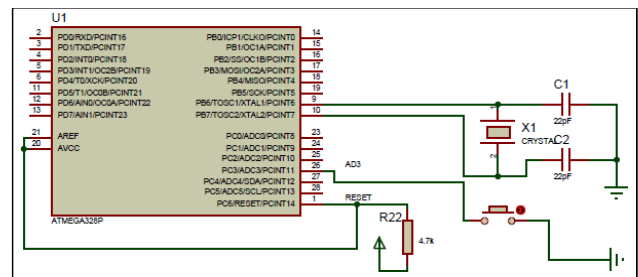 U1
2 PD0/RXD/PCINT16 PB0/ICP1/CLKO/PCINT0 14
3 PD1/TXD/PCINT17 PB1/OC1A/PCINT1 15
4 PD2/INT0/PCINT18 PB2/SS/OC1B/PCINT2 16
5 PD3/INT1/OC2B/PCINT19 PB3/MOSI/OC2A/PCINT3 17
6 PD4/T0/XCK/PCINT20 PB4/MISO/PCINT4 18
11 PD5/T1/OC0B/PCINT21 PB5/SCK/PCINT5 19
12 PD6/AIN0/OC0A/PCINT22 PB6/TOSC1/XTAL1/PCINT6 9
13 PD7/AIN1/PCINT23 PB7/TOSC2/XTAL2/PCINT7 10
21 AREF PC0/ADC0/PCINT8 23
20 AVCC PC1/ADC1/PCINT9 24
PC2/ADC2/PCINT10 25
PC3/ADC3/PCINT11 26
PC4/ADC4/SDA/PCINT12 27
PC5/ADC5/SCL/PCINT13 28
PC6/RESET/PCINT14 1
ATMEGA328P
AD3
RESET
C1
22pF
1
X1
CRYSTAL
2
C2
22pF
R22
4.7k